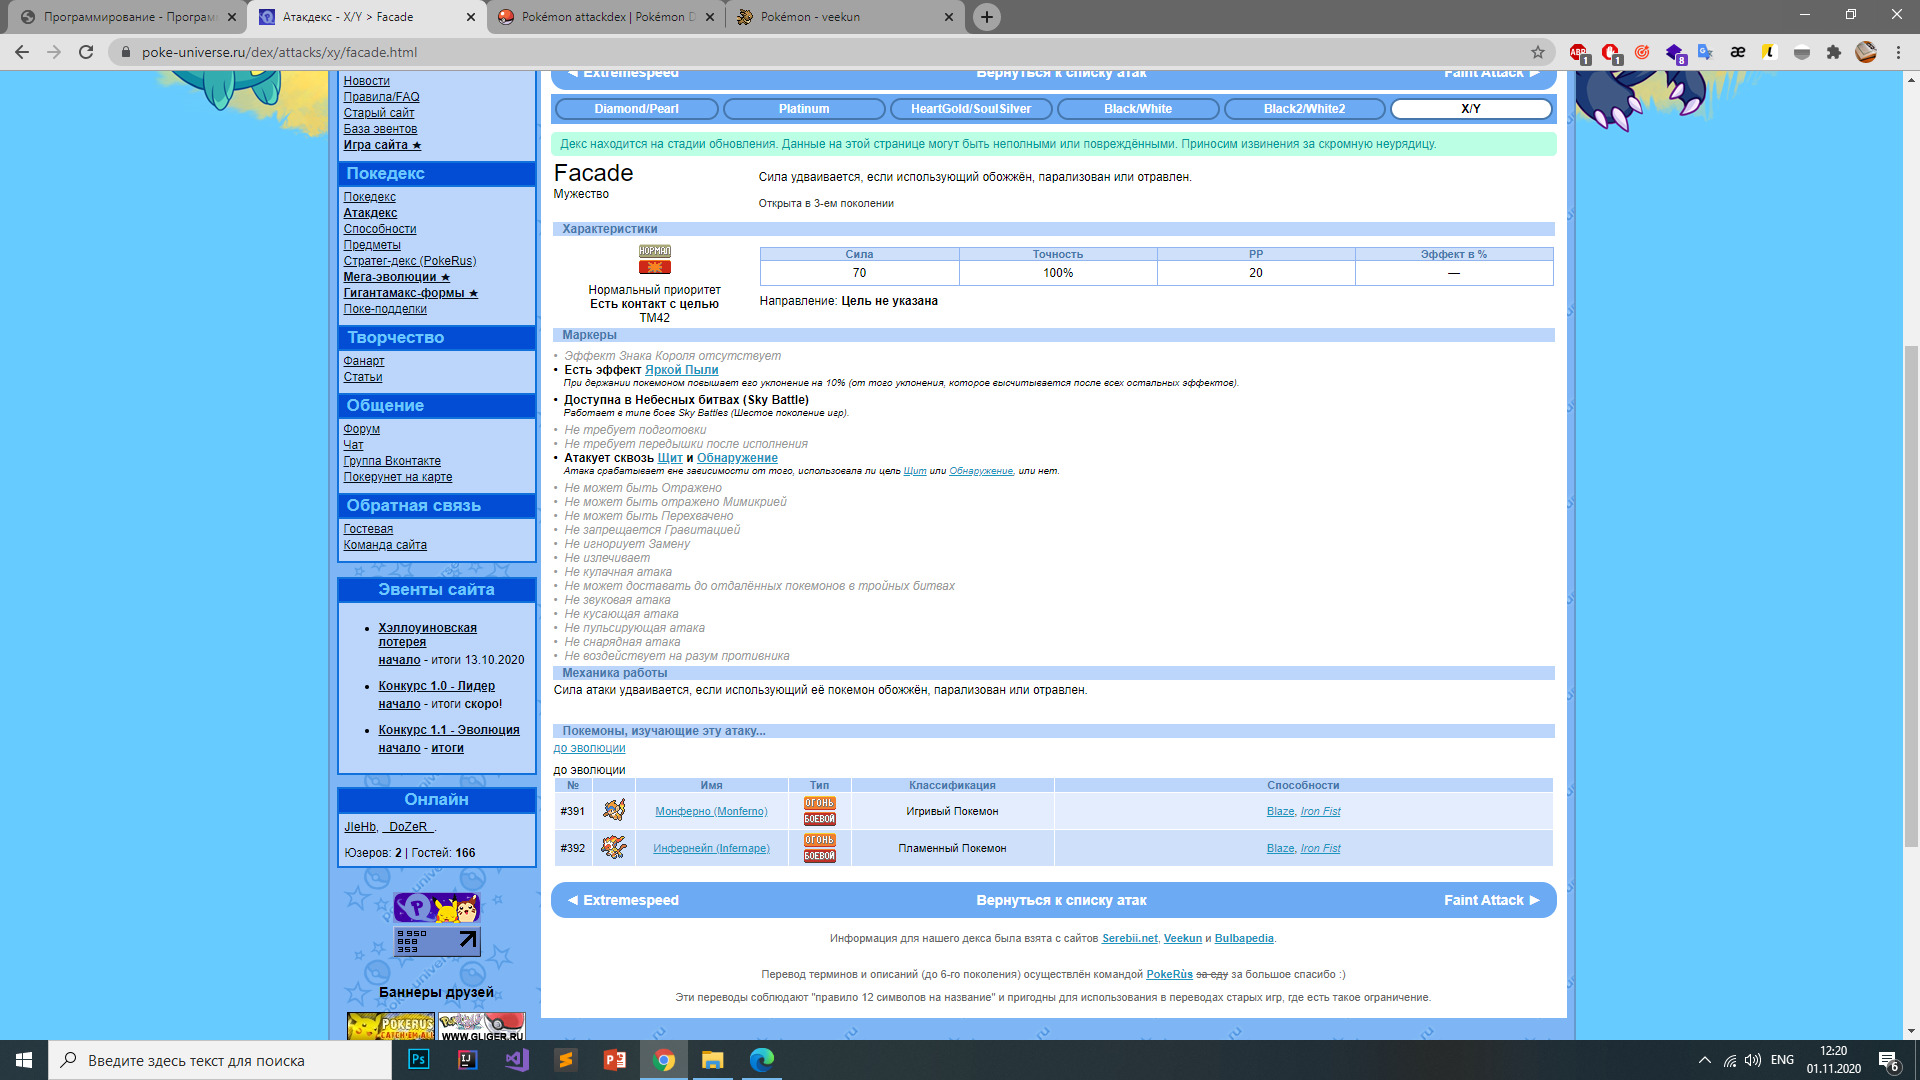 Программирование - Програм
Атакдекс - X/Y > Facade
Pokémon attackdex | Pokémon D
Pokémon - veekun
poke-universe.ru/dex/attacks/xy/facade.html
Новости
Правила/FAQ
Старый сайт
База эвентов
Игра сайта ★
Покедекс
Покедекс
Атакдекс
Способности
Предметы
Стратег-декс (PokeRus)
Мега-эволюции ★
Гигантамакс-формы ★
Поке-подделки
Творчество
Фанарт
Статьи
Общение
Форум
Чат
Группа Вконтакте
Покерунет на карте
Обратная связь
Гостевая
Команда сайта
Эвенты сайта
• Хэллоуиновская
лотерея
начало - итоги 13.10.2020
• Конкурс 1.0 - Лидер
начало - итоги скоро!
• Конкурс 1.1 - Эволюция
начало - итоги
Онлайн
JleHb, _DoZeR_.
Юзеров: 2 | Гостей: 166
9 950
868
353
Баннеры друзей
POKERUS
CATCH EM ALL
WWW.GLIGER.RU
◄ Extremespeed
Вернуться к списку атак
Faint Attack ►
Diamond/Pearl
Platinum
HeartGold/SoulSilver
Black/White
Black2/White2
X/Y
Декс находится на стадии обновления. Данные на этой странице могут быть неполными или повреждёнными. Приносим извинения за скромную неурядицу.
Facade
Мужество
Сила удваивается, если использующий обожжён, парализован или отравлен.
Открыта в 3-ем поколении
Характеристики
НОРМАЛ
Нормальный приоритет
Есть контакт с целью
TM42
Сила Точность PP Эффект в %
70 100% 20 —
Направление: Цель не указана
Маркеры
• Эффект Знака Короля отсутствует
• Есть эффект Яркой Пыли
При держании покемоном повышает его уклонение на 10% (от того уклонения, которое высчитывается после всех остальных эффектов).
• Доступна в Небесных битвах (Sky Battle)
Работает в типе боев Sky Battles (Шестое поколение игр).
• Не требует подготовки
• Не требует передышки после исполнения
• Атакует сквозь Щит и Обнаружение
Атака срабатывает вне зависимости от того, использовала ли цель Щит или Обнаружение, или нет.
• Не может быть Отражено
• Не может быть отражено Мимикрией
• Не может быть Перехвачено
• Не запрещается Гравитацией
• Не игнориует Замену
• Не излечивает
• Не кулачная атака
• Не может доставать до отдалённых покемонов в тройных битвах
• Не звуковая атака
• Не кусающая атака
• Не пульсирующая атака
• Не снарядная атака
• Не воздействует на разум противника
Механика работы
Сила атаки удваивается, если использующий её покемон обожжён, парализован или отравлен.
Покемоны, изучающие эту атаку...
до эволюции
до эволюции
№ Имя Тип Классификация Способности
#391 Монферно (Monferno) ОГОНЬ БОЕВОЙ Игривый Покемон Blaze, Iron Fist
#392 Инфернейп (Infernape) ОГОНЬ БОЕВОЙ Пламенный Покемон Blaze, Iron Fist
◄ Extremespeed
Вернуться к списку атак
Faint Attack ►
Информация для нашего декса была взята с сайтов Serebii.net, Veekun и Bulbapedia.
Перевод терминов и описаний (до 6-го поколения) осуществлён командой PokeRùs за еду за большое спасибо :)
Эти переводы соблюдают "правило 12 символов на название" и пригодны для использования в переводах старых игр, где есть такое ограничение.
Введите здесь текст для поиска
ENG
12:20
01.11.2020
6